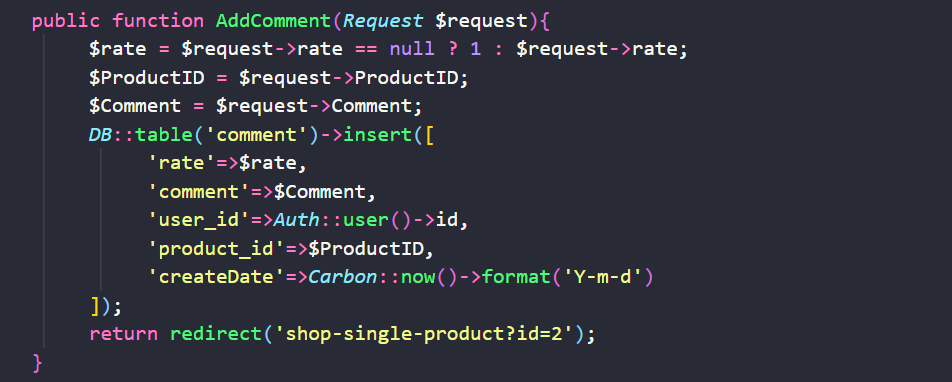 public function AddComment(Request $request){
$rate = $request->rate == null ? 1 : $request->rate;
$ProductID = $request->ProductID;
$Comment = $request->Comment;
DB::table('comment')->insert([
'rate'=>$rate,
'comment'=>$Comment,
'user_id'=>Auth::user()->id,
'product_id'=>$ProductID,
'createDate'=>Carbon::now()->format('Y-m-d')
]);
return redirect('shop-single-product?id=2');
}